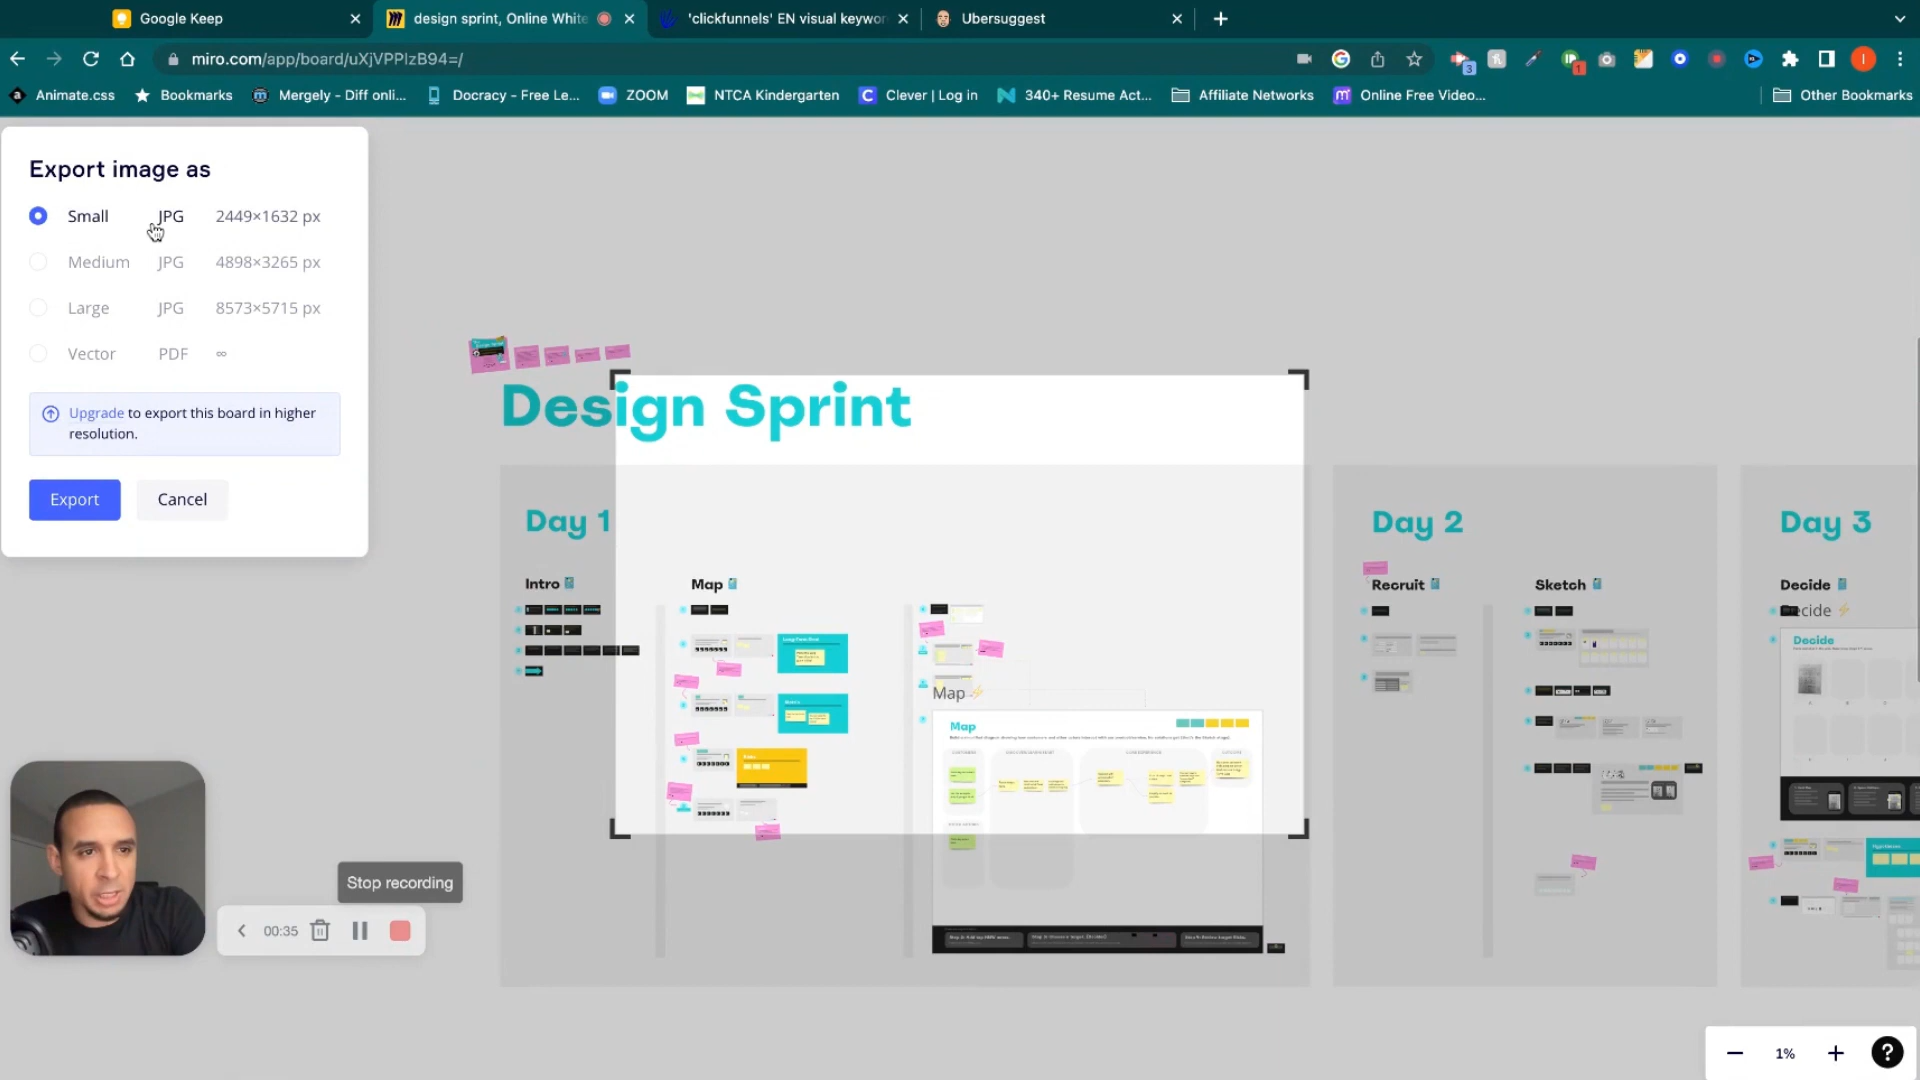 Google Keep
design sprint, Online White
'clickfunnels' EN visual keywor
Ubersuggest
miro.com/app/board/uXjVPPIzB94=/
3
1
I
Animate.css
Bookmarks
Mergely - Diff onli...
Docracy - Free Le...
ZOOM
NTCA Kindergarten
Clever | Log in
340+ Resume Act...
Affiliate Networks
Online Free Video...
Other Bookmarks
Export image as
Small JPG 2449×1632 px
Medium JPG 4898×3265 px
Large JPG 8573×5715 px
Vector PDF ∞
Upgrade to export this board in higher
resolution.
Export
Cancel
Design Sprint
Day 1
Day 2
Day 3
Intro
Map
Recruit
Sketch
Decide
Decide
Decide
Map
Map
Stop recording
00:35
1%
?